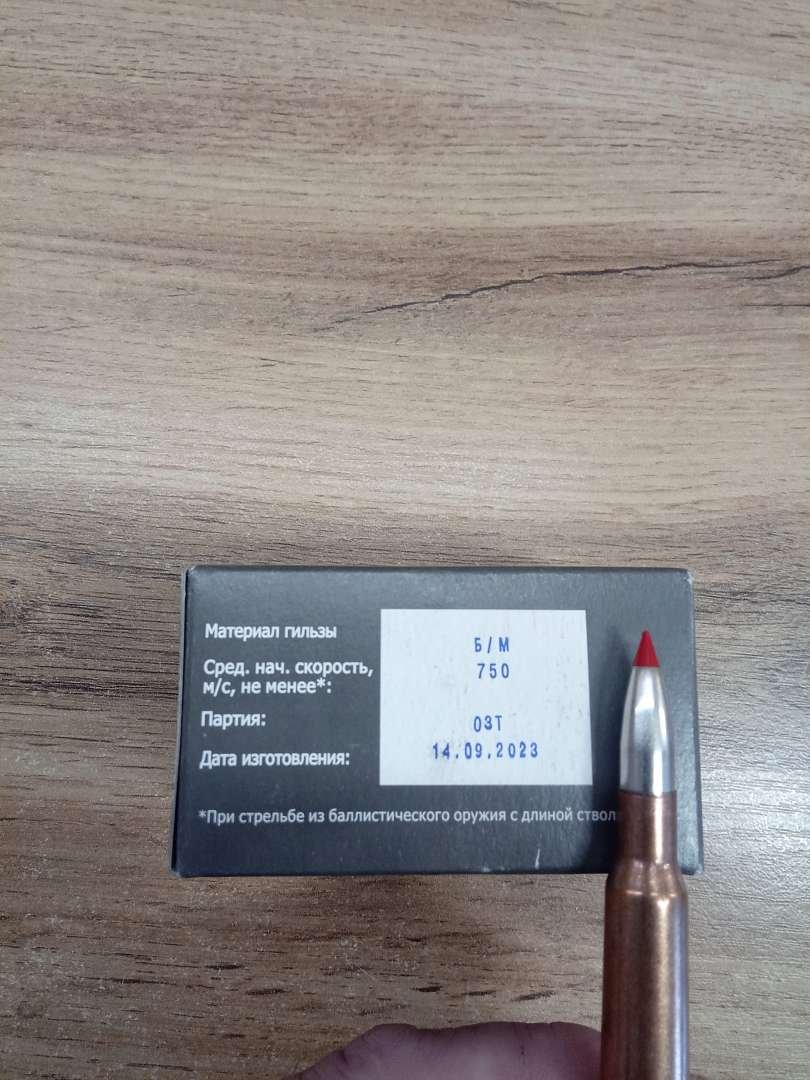 Материал гильзы
Б/М
Сред. нач. скорость,
м/с, не менее*:
750
Партия:
03Т
Дата изготовления:
14.09.2023
*При стрельбе из баллистического оружия с длиной ствол